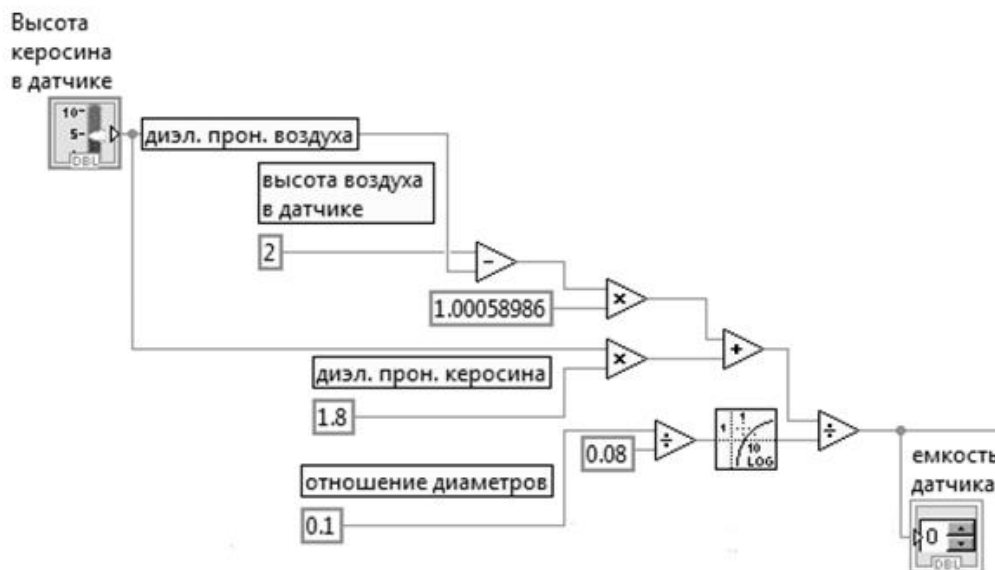 Высота
керосина
в датчике
10-
5-
DBL
диэл. прон. воздуха
высота воздуха
в датчике
2
-
1.00058986
x
+
диэл. прон. керосина
x
1.8
÷
1
1
10
LOG
÷
0.08
отношение диаметров
0.1
емкость
датчика
0
DBL